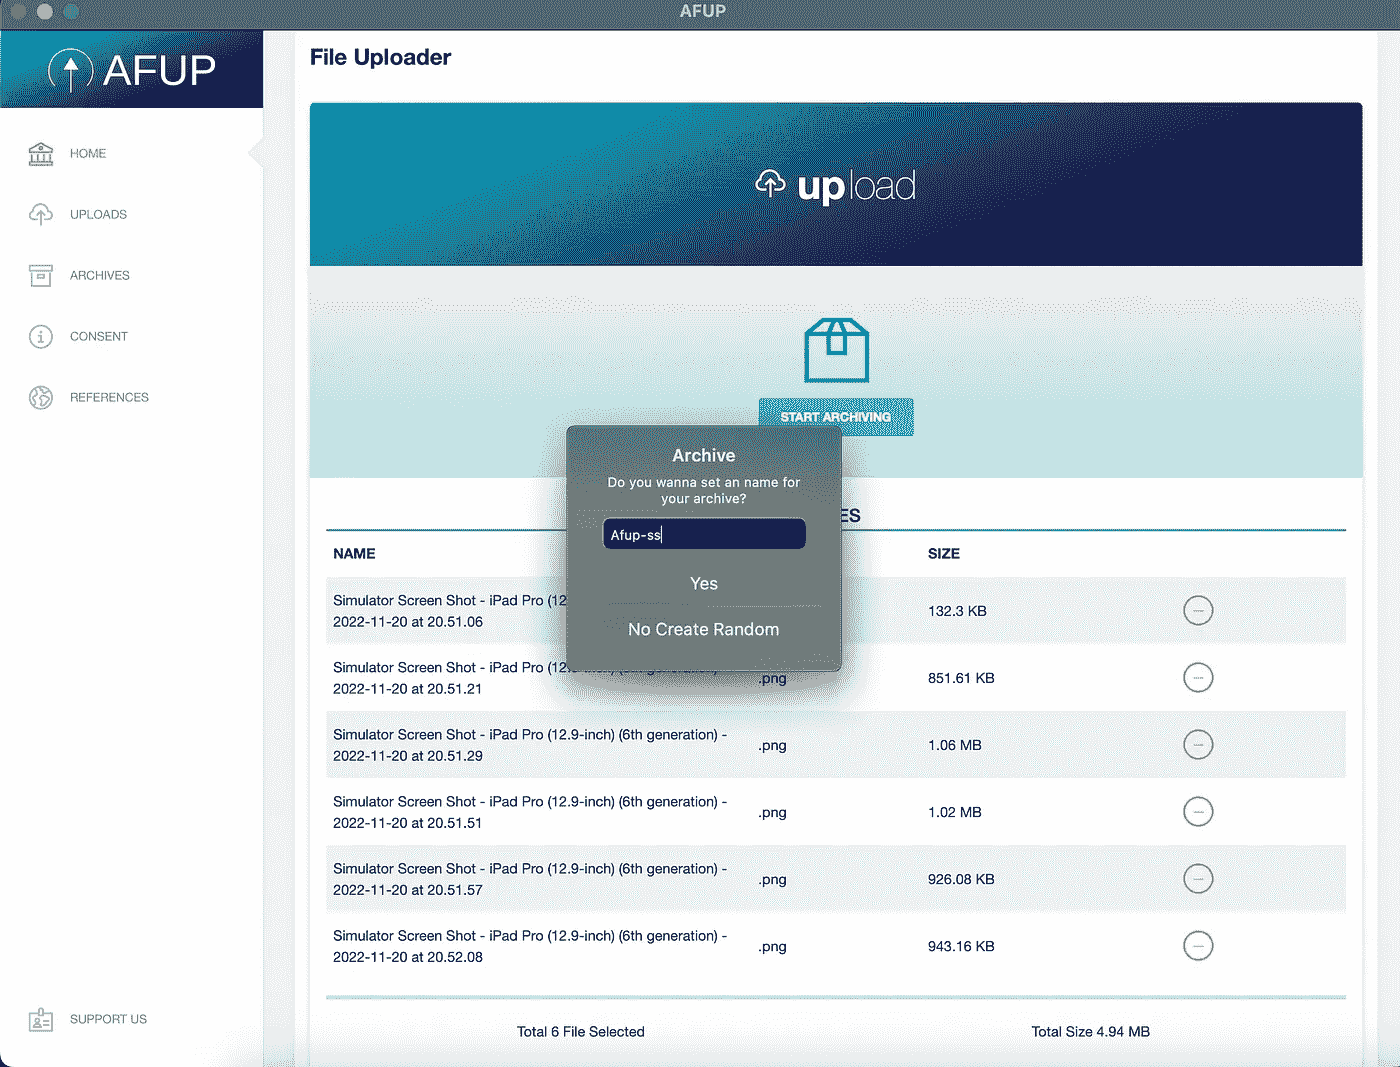 AFUP
AFUP
File Uploader
upload
HOME
UPLOADS
ARCHIVES
CONSENT
REFERENCES
SUPPORT US
START ARCHIVING
Archive
Do you wanna set an name for
your archive?
Afup-ss
Yes
No Create Random
ES
NAME
SIZE
Simulator Screen Shot - iPad Pro (12
2022-11-20 at 20.51.06
132.3 KB
Simulator Screen Shot - iPad Pro (12.
2022-11-20 at 20.51.21
.png
851.61 KB
Simulator Screen Shot - iPad Pro (12.9-inch) (6th generation) -
2022-11-20 at 20.51.29
.png
1.06 MB
Simulator Screen Shot - iPad Pro (12.9-inch) (6th generation) -
2022-11-20 at 20.51.51
.png
1.02 MB
Simulator Screen Shot - iPad Pro (12.9-inch) (6th generation) -
2022-11-20 at 20.51.57
.png
926.08 KB
Simulator Screen Shot - iPad Pro (12.9-inch) (6th generation) -
2022-11-20 at 20.52.08
.png
943.16 KB
Total 6 File Selected
Total Size 4.94 MB